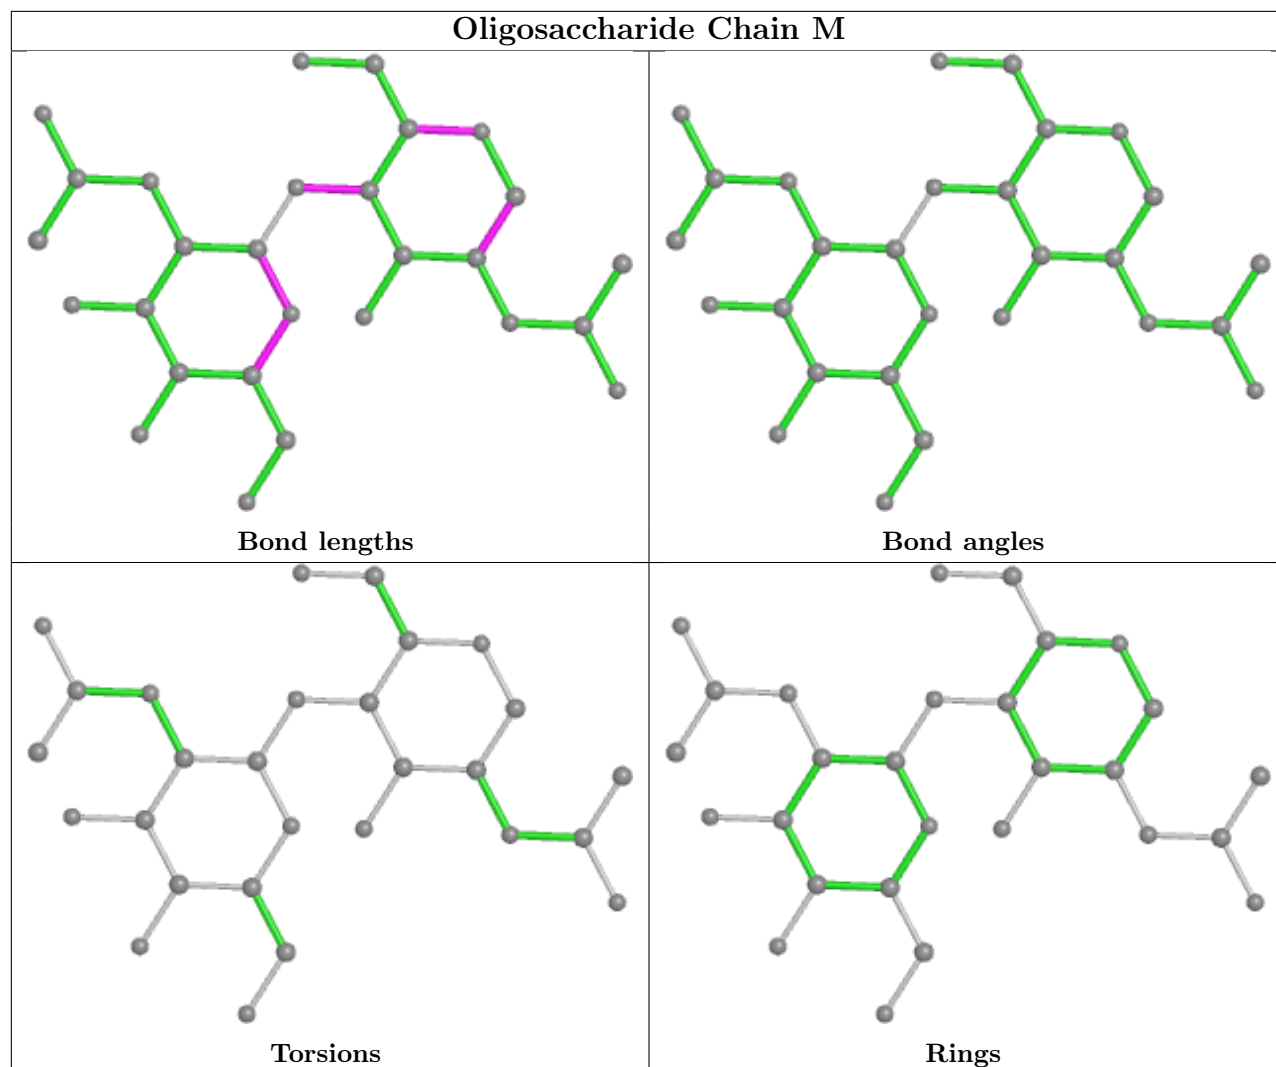 Oligosaccharide Chain M
Bond lengths
Bond angles
Torsions
Rings